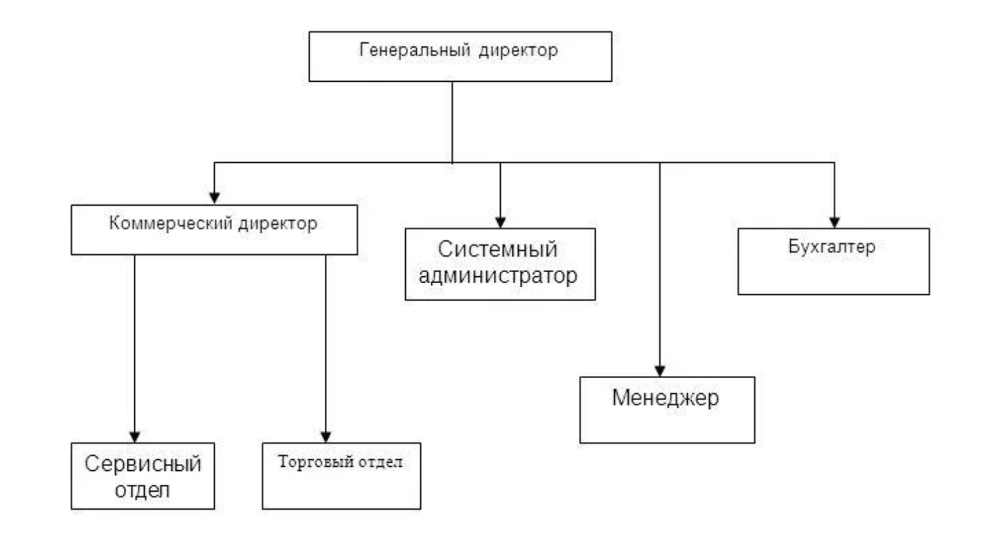 Генеральный директор
Коммерческий директор
Системный
администратор
Бухгалтер
Менеджер
Сервисный
отдел
Торговый отдел